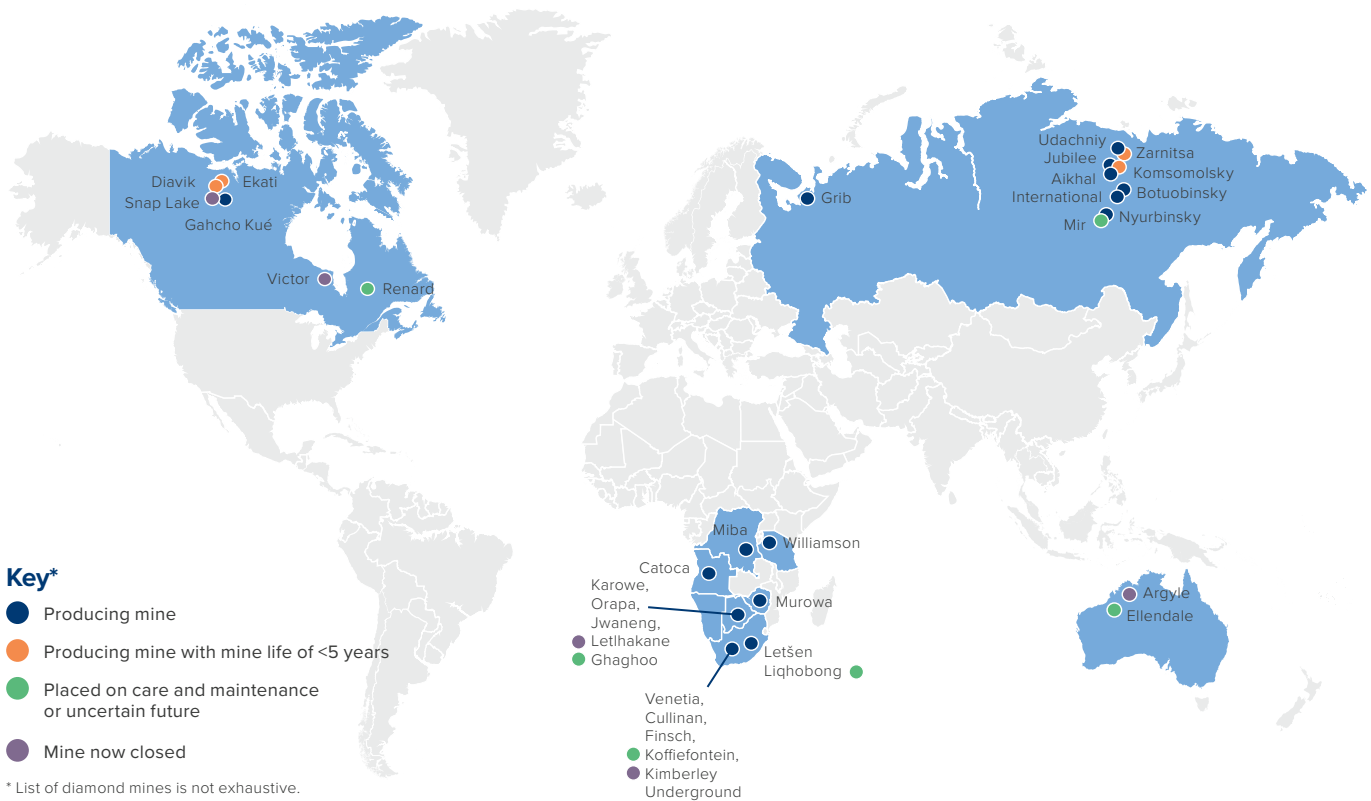 Diavik
Ekati
Snap Lake
Gahcho Kué
Victor
Renard
Grib
Udachniy
Zarnitsa
Jubilee
Komsomolsky
Aikhal
Botuobinsky
International
Nyurbinsky
Mir
Miba
Williamson
Catoca
Karowe,
Orapa,
Jwaneng,
Letlhakane
Ghaghoo
Murowa
Letšen
Liqhobong
Venetia,
Cullinan,
Finsch,
Koffiefontein,
Kimberley
Underground
Argyle
Ellendale
Key*
Producing mine
Producing mine with mine life of <5 years
Placed on care and maintenance
or uncertain future
Mine now closed
* List of diamond mines is not exhaustive.